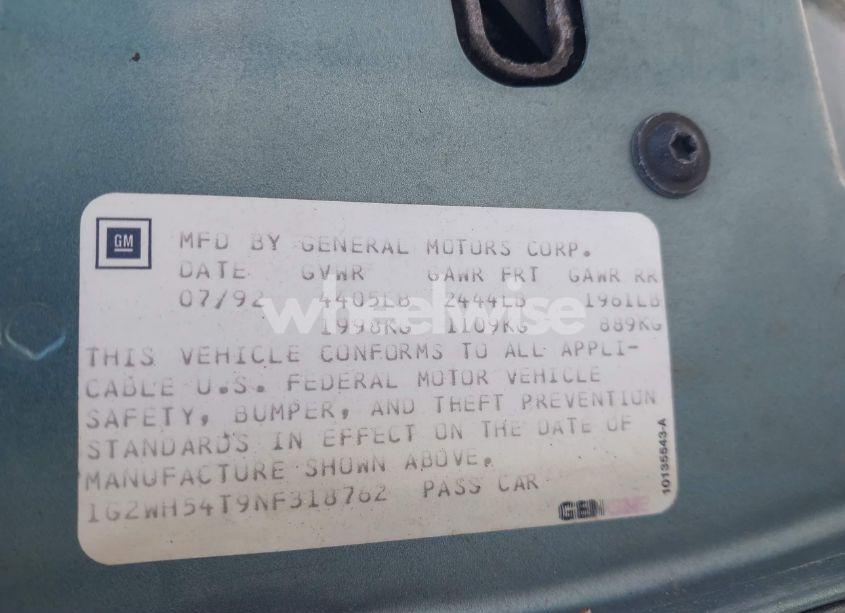 GM
MFD BY GENERAL MOTORS CORP.
DATE GVWR GAWR FRT GAWR RR
07/92 4405LB 2444LB 1961LB
1998KG 1109KG 889KG
THIS VEHICLE CONFORMS TO ALL APPLI-
CABLE U.S. FEDERAL MOTOR VEHICLE
SAFETY, BUMPER, AND THEFT PREVENTION
STANDARDS IN EFFECT ON THE DATE OF
MANUFACTURE SHOWN ABOVE.
1G2WH54T9NF318762 PASS CAR
GENUINE
10135543-A
wheelwise